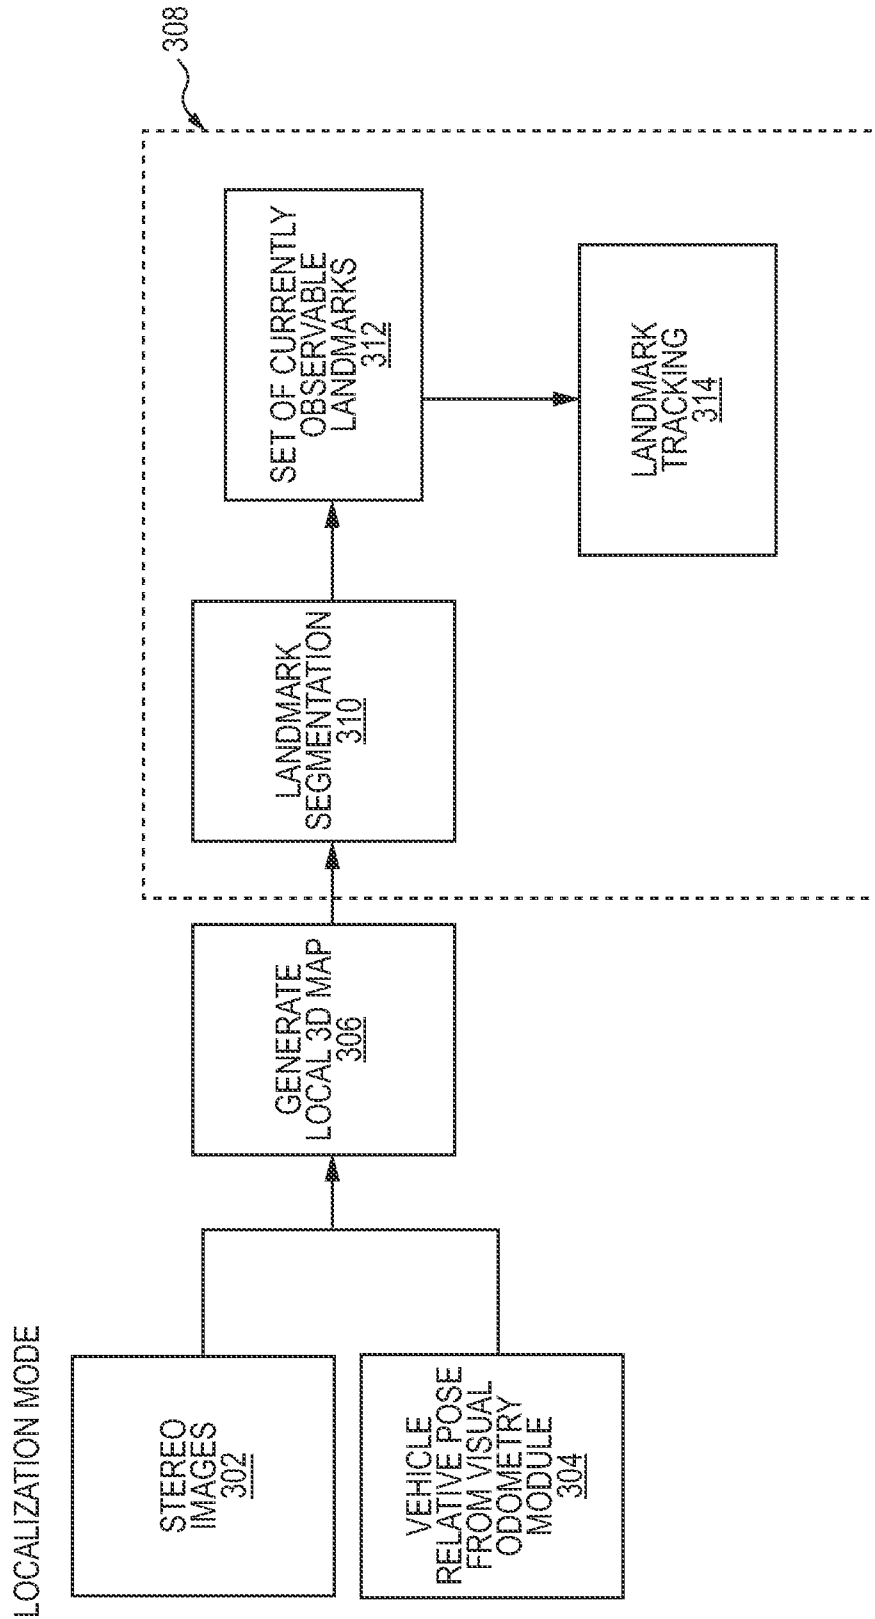 LOCALIZATION MODE
STEREO
IMAGES
302
VEHICLE
RELATIVE POSE
FROM VISUAL
ODOMETRY
MODULE
304
GENERATE
LOCAL 3D MAP
306
308
LANDMARK
SEGMENTATION
310
SET OF CURRENTLY
OBSERVABLE
LANDMARKS
312
LANDMARK
TRACKING
314